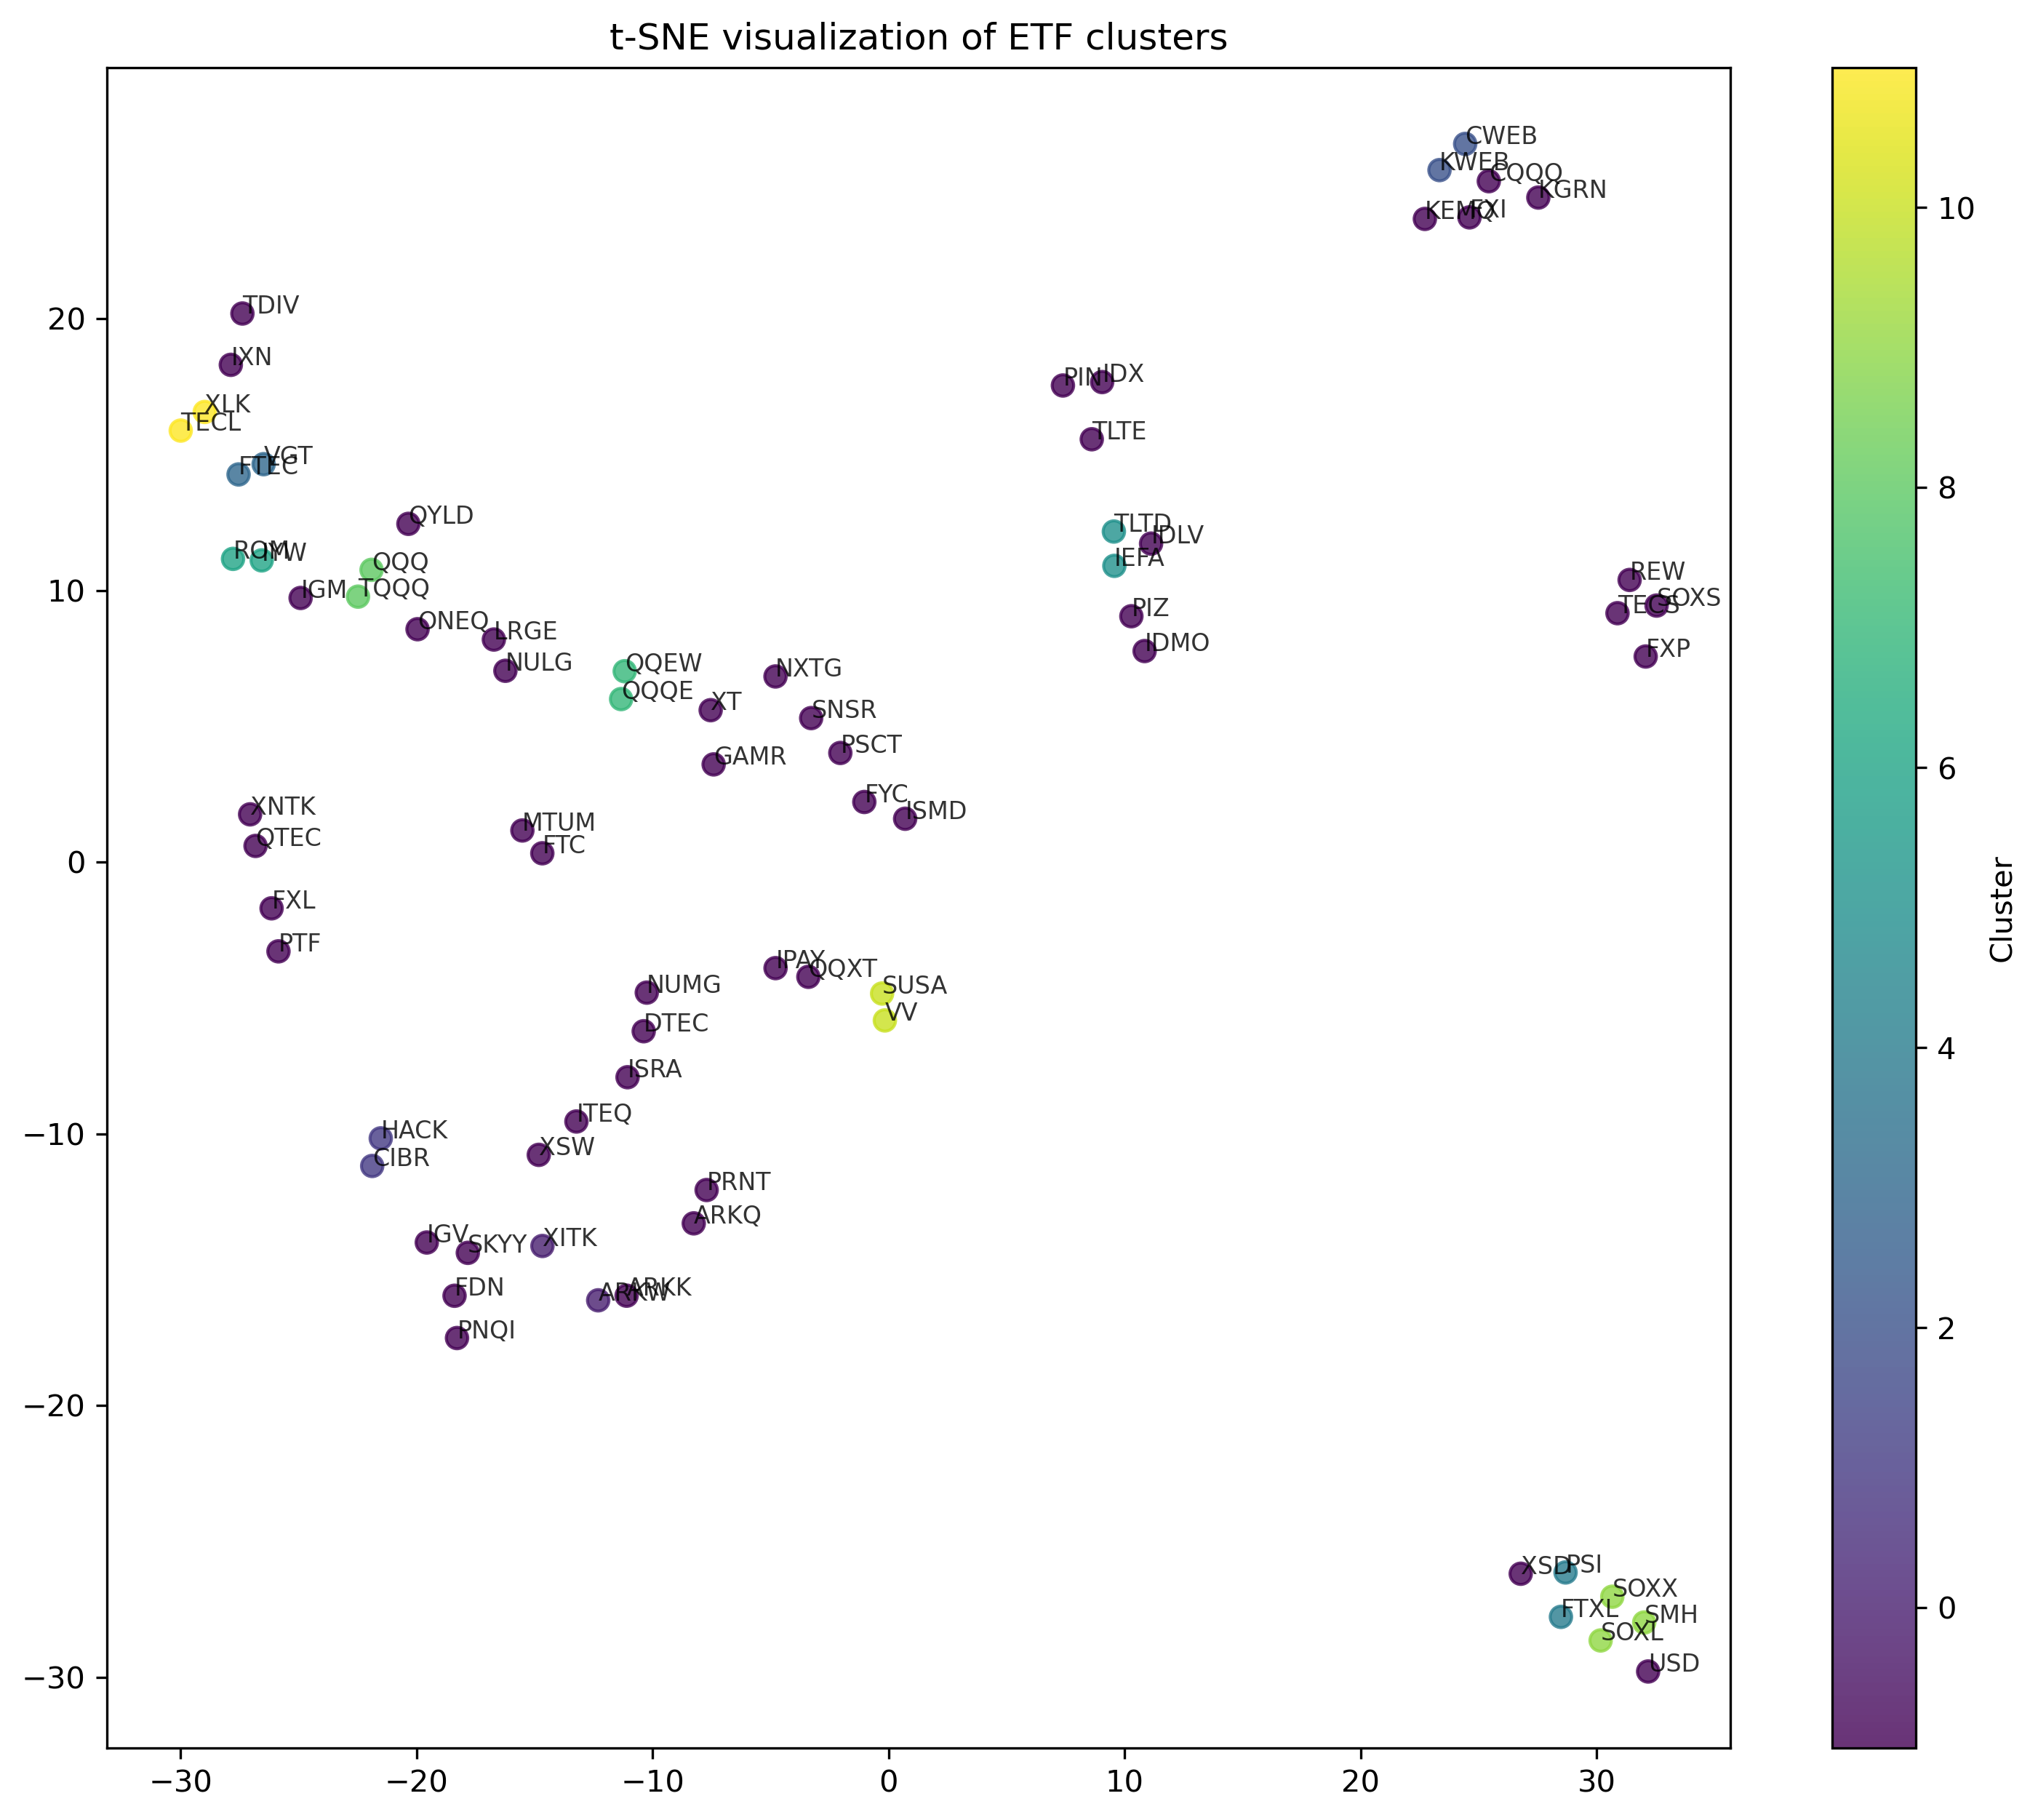 t-SNE visualization of ETF clusters
CWEB
KWEB
CQQQ
KGRN
KEMQ
FXI
TDIV
IXN
XLK
TECL
VGT
FTEC
PIN
IDX
TLTE
QYLD
TLTD
IDLV
ROM
IYW
QQQ
IEFA
IGM
TQQQ
REW
TECS
SOXS
PIZ
ONEQ
LRGE
IDMO
FXP
NULG
QQEW
NXTG
QQQE
XT
SNSR
PSCT
GAMR
FYC
ISMD
XNTK
MTUM
QTEC
FTC
FXL
PTF
IPAY
QQXT
NUMG
SUSA
VV
DTEC
ISRA
ITEQ
HACK
XSW
CIBR
PRNT
ARKQ
IGV
SKYY
XITK
FDN
ARKW
ARKK
PNQI
XSD
PSI
SOXX
FTXL
SMH
SOXL
USD
20
10
0
−10
−20
−30
−30
−20
−10
0
10
20
30
10
8
6
4
2
0
Cluster